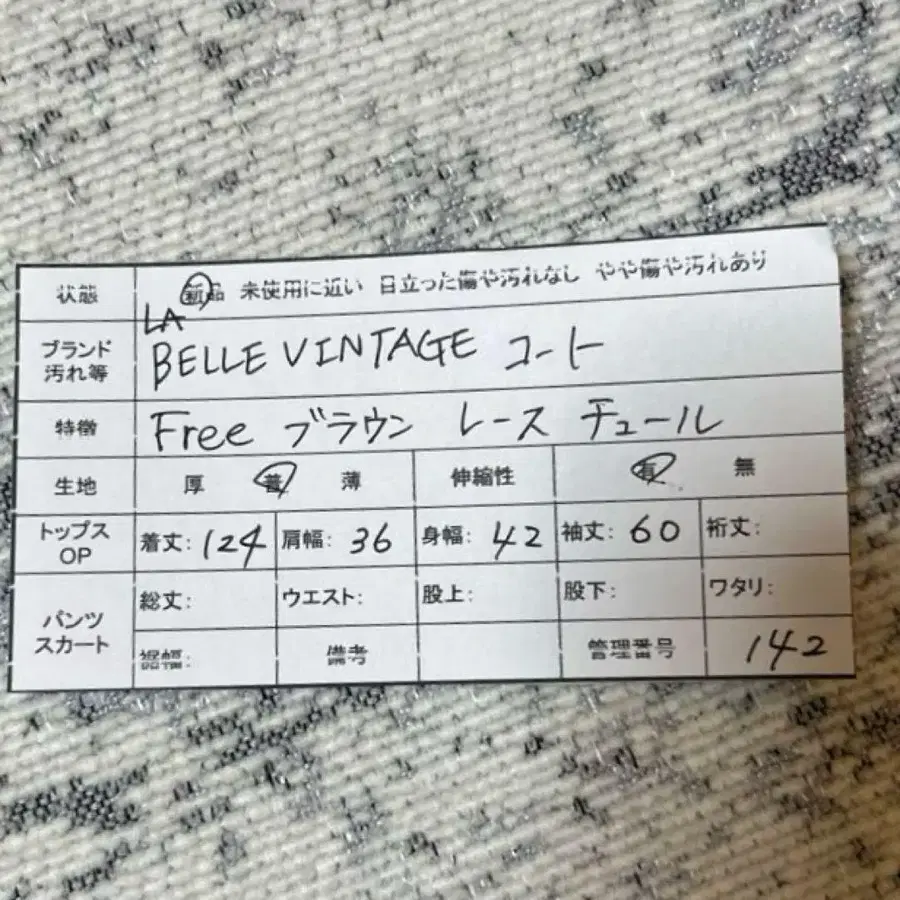 状態 新品 未使用に近い 目立った傷や汚れなし やや傷や汚れあり
LA
ブランド BELLE VINTAGE コート
汚れ等
特徴 Free ブラウン レース チュール
生地 厚 普 薄 伸縮性 有 無
トップス 着丈: 124 肩幅: 36 身幅: 42 袖丈: 60 裄丈:
OP
総丈: ウエスト: 股上: 股下: ワタリ:
パンツ
スカート
裾幅: 備考 管理番号 142